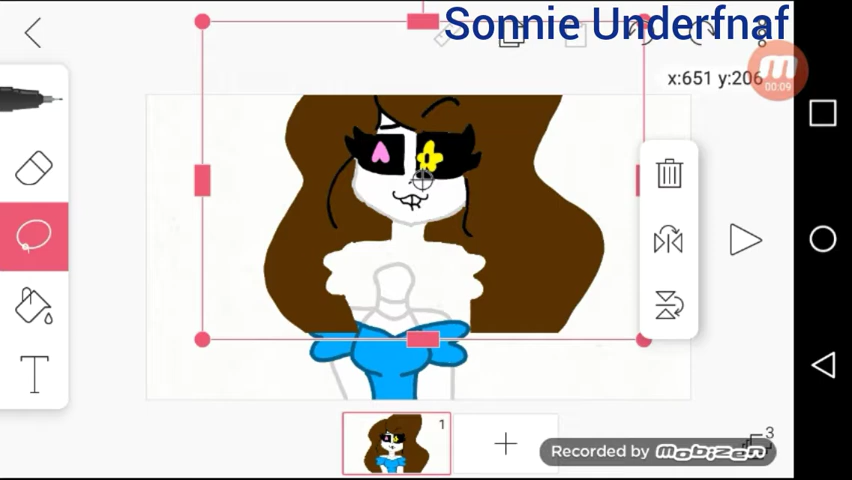 Sonnie Underfnaf
x:651 y:206
00:09
T
1
3
Recorded by mobizen